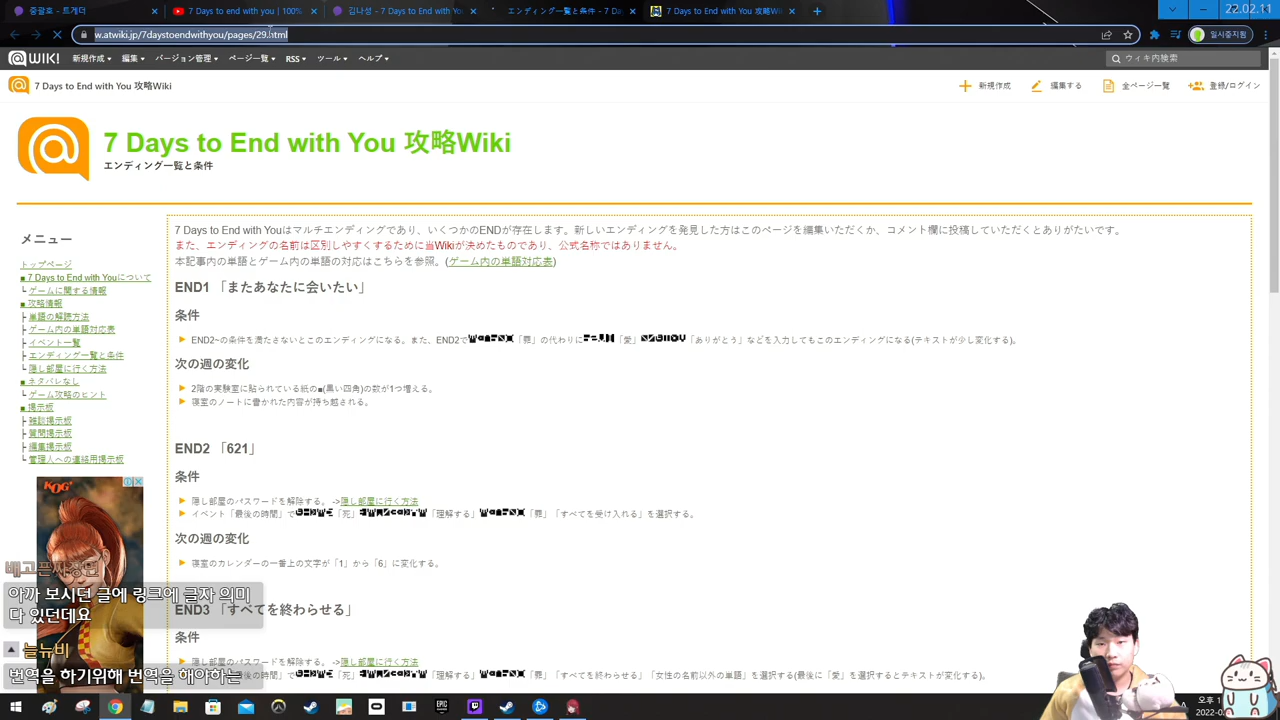 중광호 - 트게더
7 Days to end with you | 100%
김나성 - 7 Days to end with Yo
エンディング一覧と条件 - 7 Da
7 Days to End with You 攻略Wi
22.02.11
w.atwiki.jp/7daystoendwithyou/pages/29.html
일시중지됨
@WIKI
新規作成
編集
バージョン管理
ページ一覧
RSS
ツール
ヘルプ
ウィキ内検索
7 Days to End with You 攻略Wiki
新規作成
編集する
全ページ一覧
登録/ログイン
7 Days to End with You 攻略Wiki
エンディング一覧と条件
メニュー
トップページ
■ 7 Days to End with Youについて
└ ゲームに関する情報
■ 攻略情報
├ 単語の解読方法
├ ゲーム内の単語対応表
├ イベント一覧
├ エンディング一覧と条件
└ 隠し部屋に行く方法
■ ネタバレなし
└ ゲーム攻略のヒント
■ 掲示板
├ 雑談掲示板
├ 質問掲示板
├ 編集掲示板
└ 管理人への連絡用掲示板
KOG'
7 Days to End with Youはマルチエンディングであり、いくつかのENDが存在します。新しいエンディングを発見した方はこのページを編集いただくか、コメント欄に投稿していただくとありがたいです。
また、エンディングの名前は区別しやすくするために当Wikiが決めたものであり、公式名称ではありません。
本記事内の単語とゲーム内の単語の対応はこちらを参照。(ゲーム内の単語対応表)
END1 「またあなたに会いたい」
条件
END2~の条件を満たさないとこのエンディングになる。また、END2で「罪」の代わりに「愛」「ありがとう」などを入力してもこのエンディングになる(テキストが少し変化する)。
次の週の変化
2階の実験室に貼られている紙の■(黒い四角)の数が1つ増える。
寝室のノートに書かれた内容が持ち越される。
END2 「621」
条件
隠し部屋のパスワードを解除する。 ->隠し部屋に行く方法
イベント「最後の時間」で「死」「理解する」「罪」「すべてを受け入れる」を選択する。
次の週の変化
寝室のカレンダーの一番上の文字が「1」から「6」に変化する。
END3 「すべてを終わらせる」
条件
隠し部屋のパスワードを解除する。 ->隠し部屋に行く方法
後の時間」で「死」「理解する」「罪」「すべてを終わらせる」「女性の名前以外の単語」を選択する(最後に「愛」を選択するとテキストが変化する)。
배고픈짜장면
아까 보시던 글에 링크에 글자 의미
다 있던데요
늘뉴비
번역을 하기위해 번역을 해야하는
EPIC
오후 1
2022-0